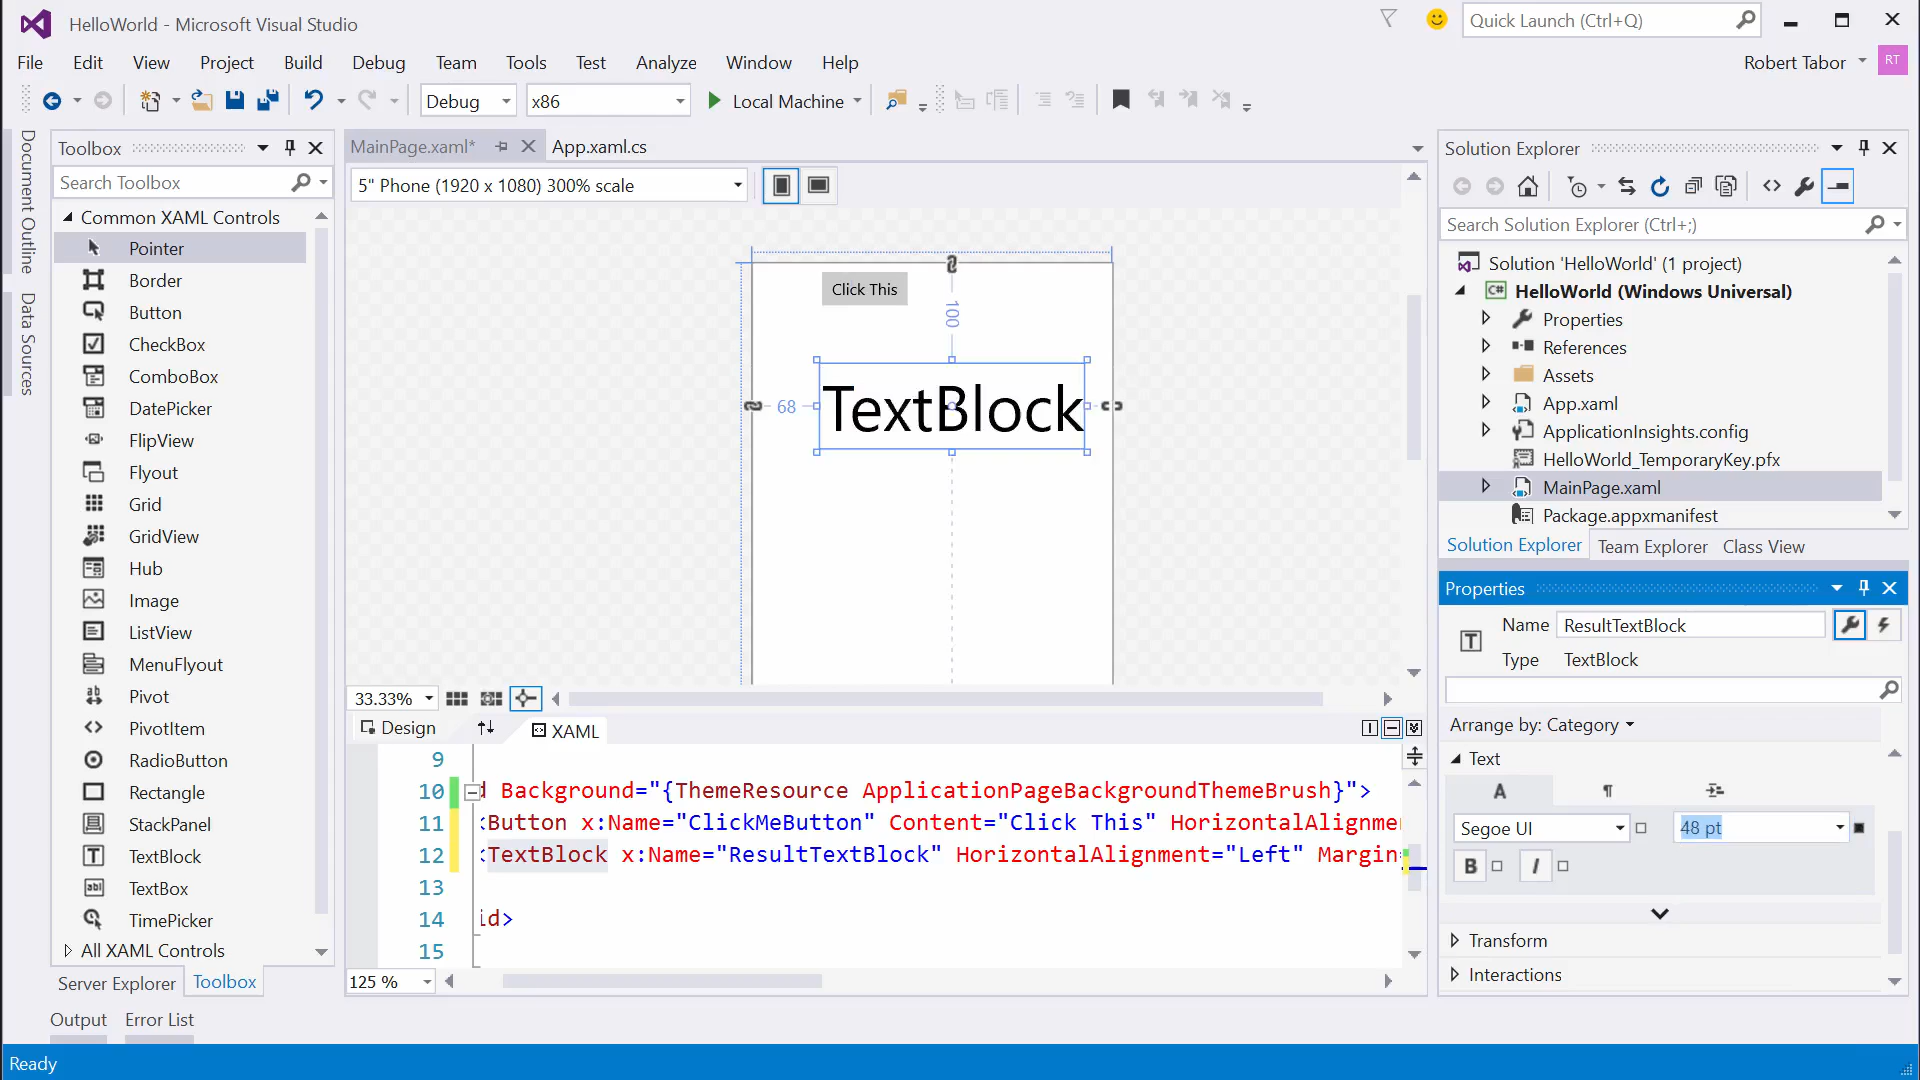 HelloWorld - Microsoft Visual Studio
Quick Launch (Ctrl+Q)
File Edit View Project Build Debug Team Tools Test Analyze Window Help
Robert Tabor RT
Debug x86 Local Machine
Document Outline
Data Sources
Toolbox
Search Toolbox
Common XAML Controls
Pointer
Border
Button
CheckBox
ComboBox
DatePicker
FlipView
Flyout
Grid
GridView
Hub
Image
ListView
MenuFlyout
Pivot
PivotItem
RadioButton
Rectangle
StackPanel
TextBlock
TextBox
TimePicker
All XAML Controls
Server Explorer Toolbox
MainPage.xaml* App.xaml.cs
5" Phone (1920 x 1080) 300% scale
Click This
100
68
TextBlock
33.33%
Design XAML
9
10 d Background="{ThemeResource ApplicationPageBackgroundThemeBrush}">
11 <Button x:Name="ClickMeButton" Content="Click This" HorizontalAlignme
12 <TextBlock x:Name="ResultTextBlock" HorizontalAlignment="Left" Margin
13
14 id>
15
125 %
Solution Explorer
Search Solution Explorer (Ctrl+;)
Solution 'HelloWorld' (1 project)
C# HelloWorld (Windows Universal)
Properties
References
Assets
App.xaml
ApplicationInsights.config
HelloWorld_TemporaryKey.pfx
MainPage.xaml
Package.appxmanifest
Solution Explorer Team Explorer Class View
Properties
Name ResultTextBlock
Type TextBlock
Arrange by: Category
Text
A ¶
Segoe UI 48 pt
B I
Transform
Interactions
Output Error List
Ready